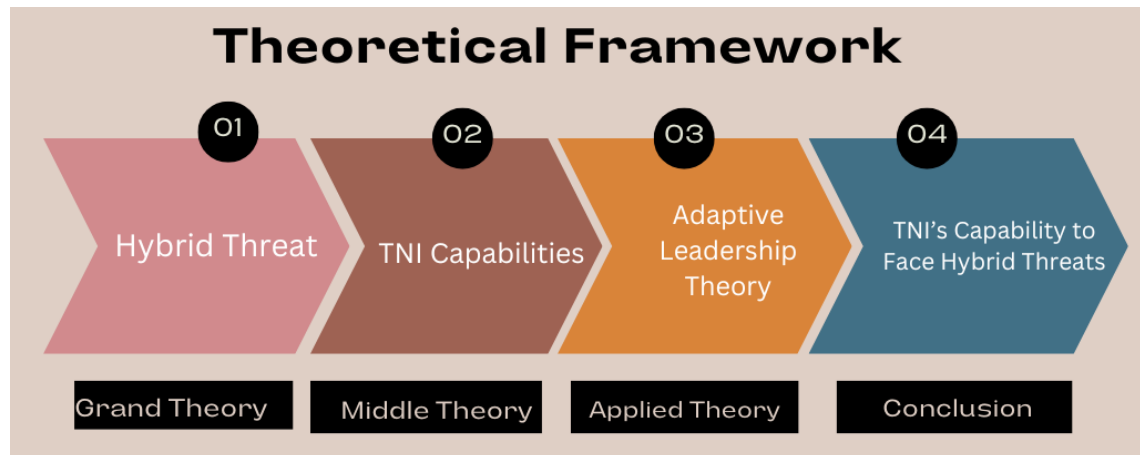 Theoretical Framework
01
02
03
04
Hybrid Threat
TNI Capabilities
Adaptive
Leadership
Theory
TNI's Capability to
Face Hybrid Threats
Grand Theory
Middle Theory
Applied Theory
Conclusion